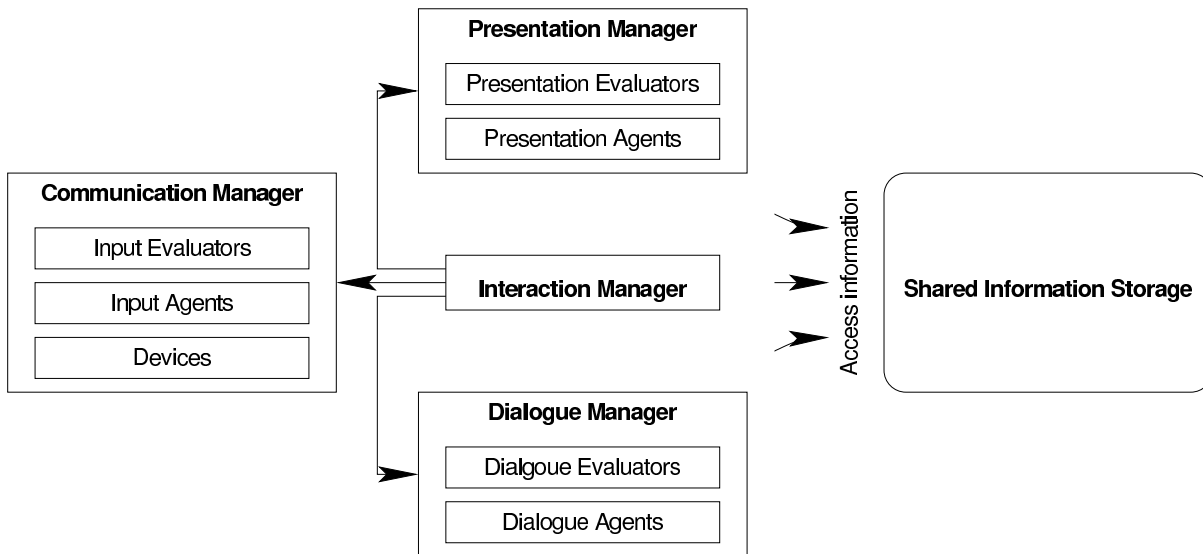 Presentation Manager
Presentation Evaluators
Presentation Agents
Communication Manager
Input Evaluators
Input Agents
Devices
Interaction Manager
Access information
Shared Information Storage
Dialogue Manager
Dialgoue Evaluators
Dialogue Agents